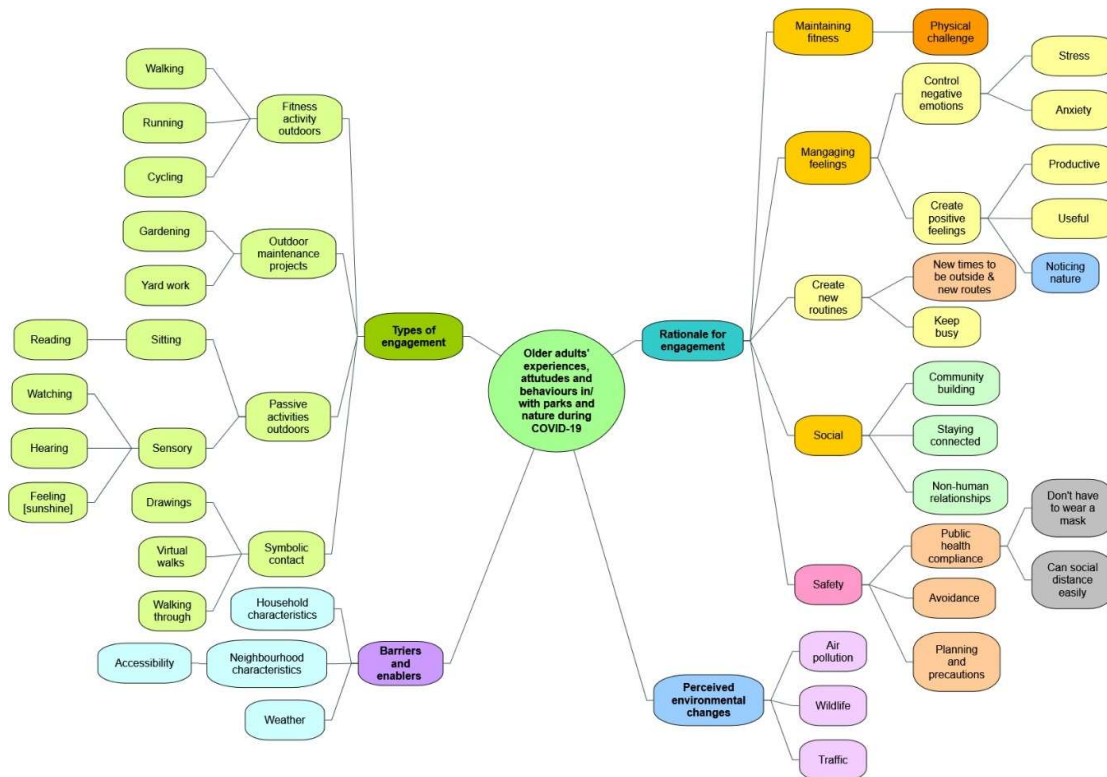 Older adults'
experiences,
attutudes and
behaviours in/
with parks and
nature during
COVID-19
Types of
engagement
Fitness
activity
outdoors
Walking
Running
Cycling
Outdoor
maintenance
projects
Gardening
Yard work
Passive
activities
outdoors
Sitting
Reading
Sensory
Watching
Hearing
Feeling
[sunshine]
Symbolic
contact
Drawings
Virtual
walks
Walking
through
Barriers
and
enablers
Household
characteristics
Neighbourhood
characteristics
Accessibility
Weather
Rationale for
engagement
Maintaining
fitness
Physical
challenge
Mangaging
feelings
Control
negative
emotions
Stress
Anxiety
Create
positive
feelings
Productive
Useful
Noticing
nature
Create
new
routines
New times to
be outside &
new routes
Keep
busy
Social
Community
building
Staying
connected
Non-human
relationships
Safety
Public
health
compliance
Don't have
to wear a
mask
Can social
distance
easily
Avoidance
Planning
and
precautions
Perceived
environmental
changes
Air
pollution
Wildlife
Traffic